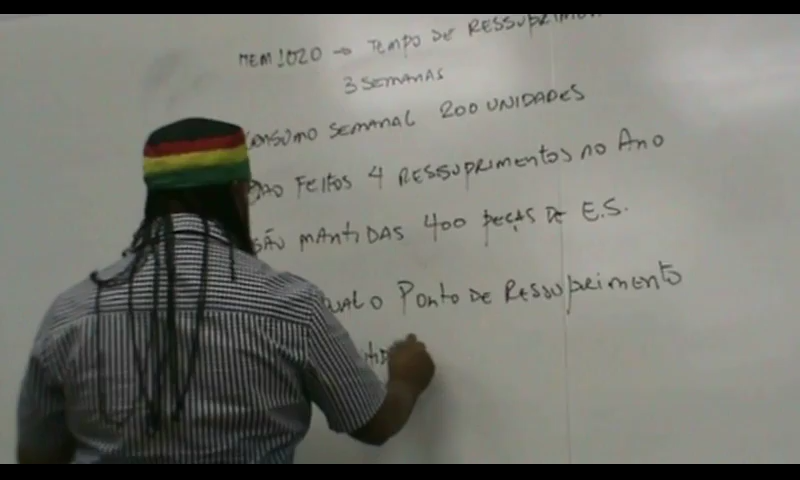 MEM 1020 → TEMPO DE RESSUPRIMEN
3 SEMANAS
CONSUMO SEMANAL 200 UNIDADES
SÃO FEITOS 4 RESSUPRIMENTOS NO ANO
SÃO MANTIDAS 400 PEÇAS DE E.S.
QUAL O PONTO DE RESSUPRIMENTO